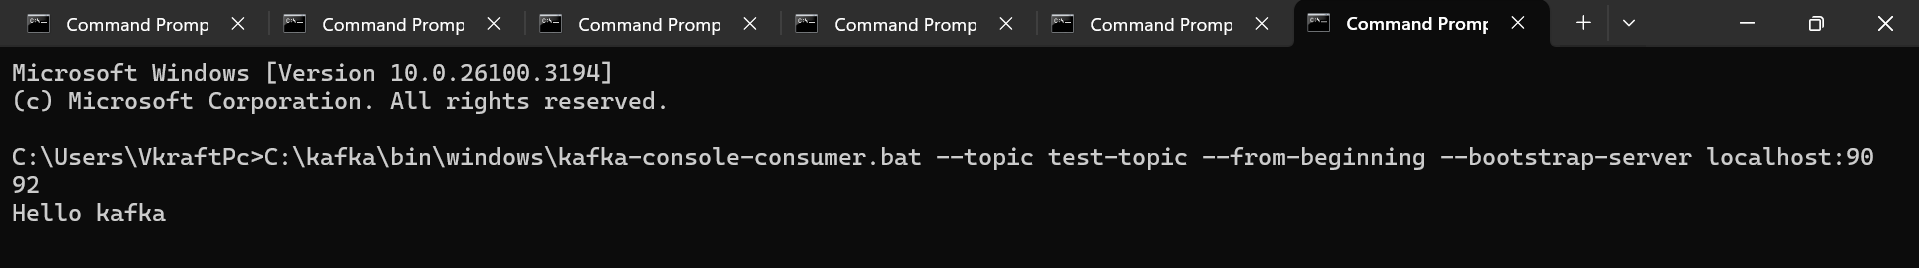 Command Promp
Command Promp
Command Promp
Command Promp
Command Promp
Command Promp
Microsoft Windows [Version 10.0.26100.3194]
(c) Microsoft Corporation. All rights reserved.
C:\Users\VkraftPc>C:\kafka\bin\windows\kafka-console-consumer.bat --topic test-topic --from-beginning --bootstrap-server localhost:90
92
Hello kafka